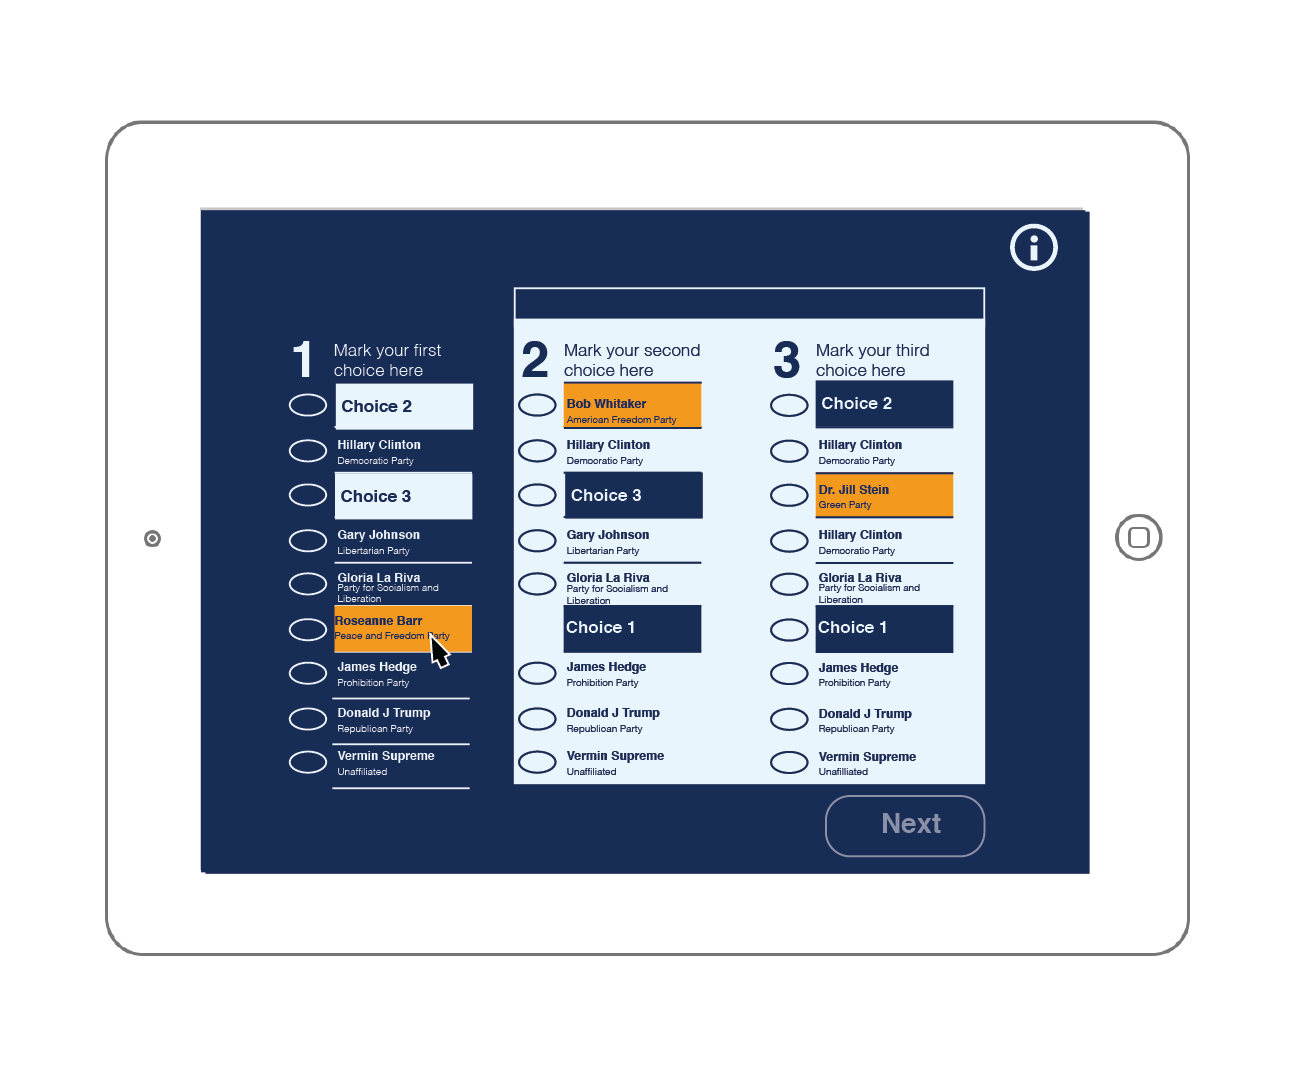 i
1 Mark your first
choice here
Choice 2
Hillary Clinton
Democratic Party
Choice 3
Gary Johnson
Libertarian Party
Gloria La Riva
Party for Socialism and
Liberation
Roseanne Barr
Peace and Freedom Party
James Hedge
Prohibition Party
Donald J Trump
Republican Party
Vermin Supreme
Unaffiliated
2 Mark your second
choice here
Bob Whitaker
American Freedom Party
Hillary Clinton
Democratic Party
Choice 3
Gary Johnson
Libertarian Party
Gloria La Riva
Party for Socialism and
Liberation
Choice 1
James Hedge
Prohibition Party
Donald J Trump
Republican Party
Vermin Supreme
Unaffiliated
3 Mark your third
choice here
Choice 2
Hillary Clinton
Democratic Party
Dr. Jill Stein
Green Party
Hillary Clinton
Democratic Party
Gloria La Riva
Party for Socialism and
Liberation
Choice 1
James Hedge
Prohibition Party
Donald J Trump
Republican Party
Vermin Supreme
Unafilliated
Next